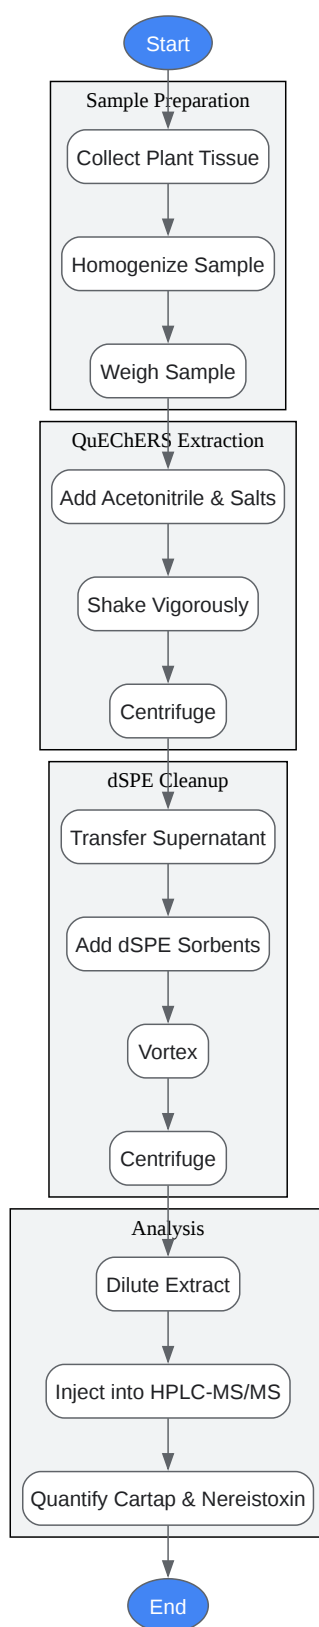 Start
Sample Preparation
Collect Plant Tissue
Homogenize Sample
Weigh Sample
QuEChERS Extraction
Add Acetonitrile & Salts
Shake Vigorously
Centrifuge
dSPE Cleanup
Transfer Supernatant
Add dSPE Sorbents
Vortex
Centrifuge
Analysis
Dilute Extract
Inject into HPLC-MS/MS
Quantify Cartap & Nereistoxin
End